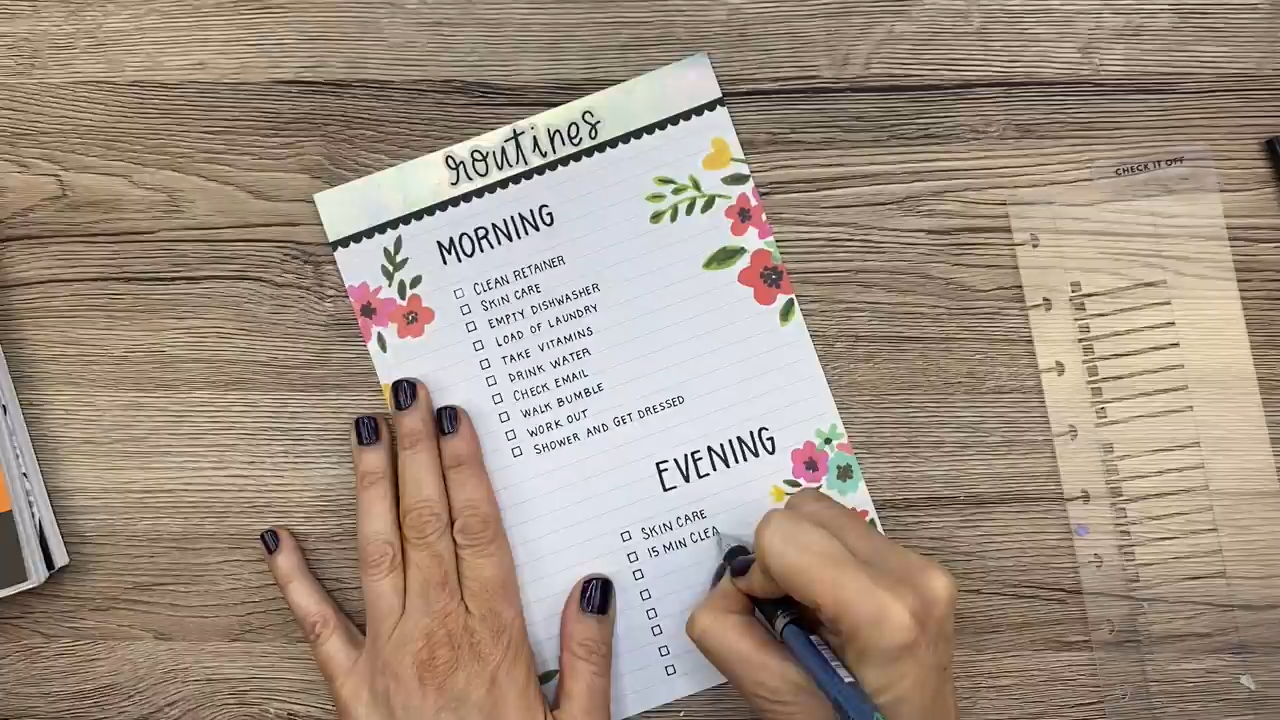 routines
MORNING
CLEAN RETAINER
SKIN CARE
EMPTY DISHWASHER
LOAD OF LAUNDRY
TAKE VITAMINS
DRINK WATER
CHECK EMAIL
WALK BUMBLE
WORK OUT
SHOWER AND GET DRESSED
EVENING
SKIN CARE
15 MIN CLEA
CHECK IT OFF